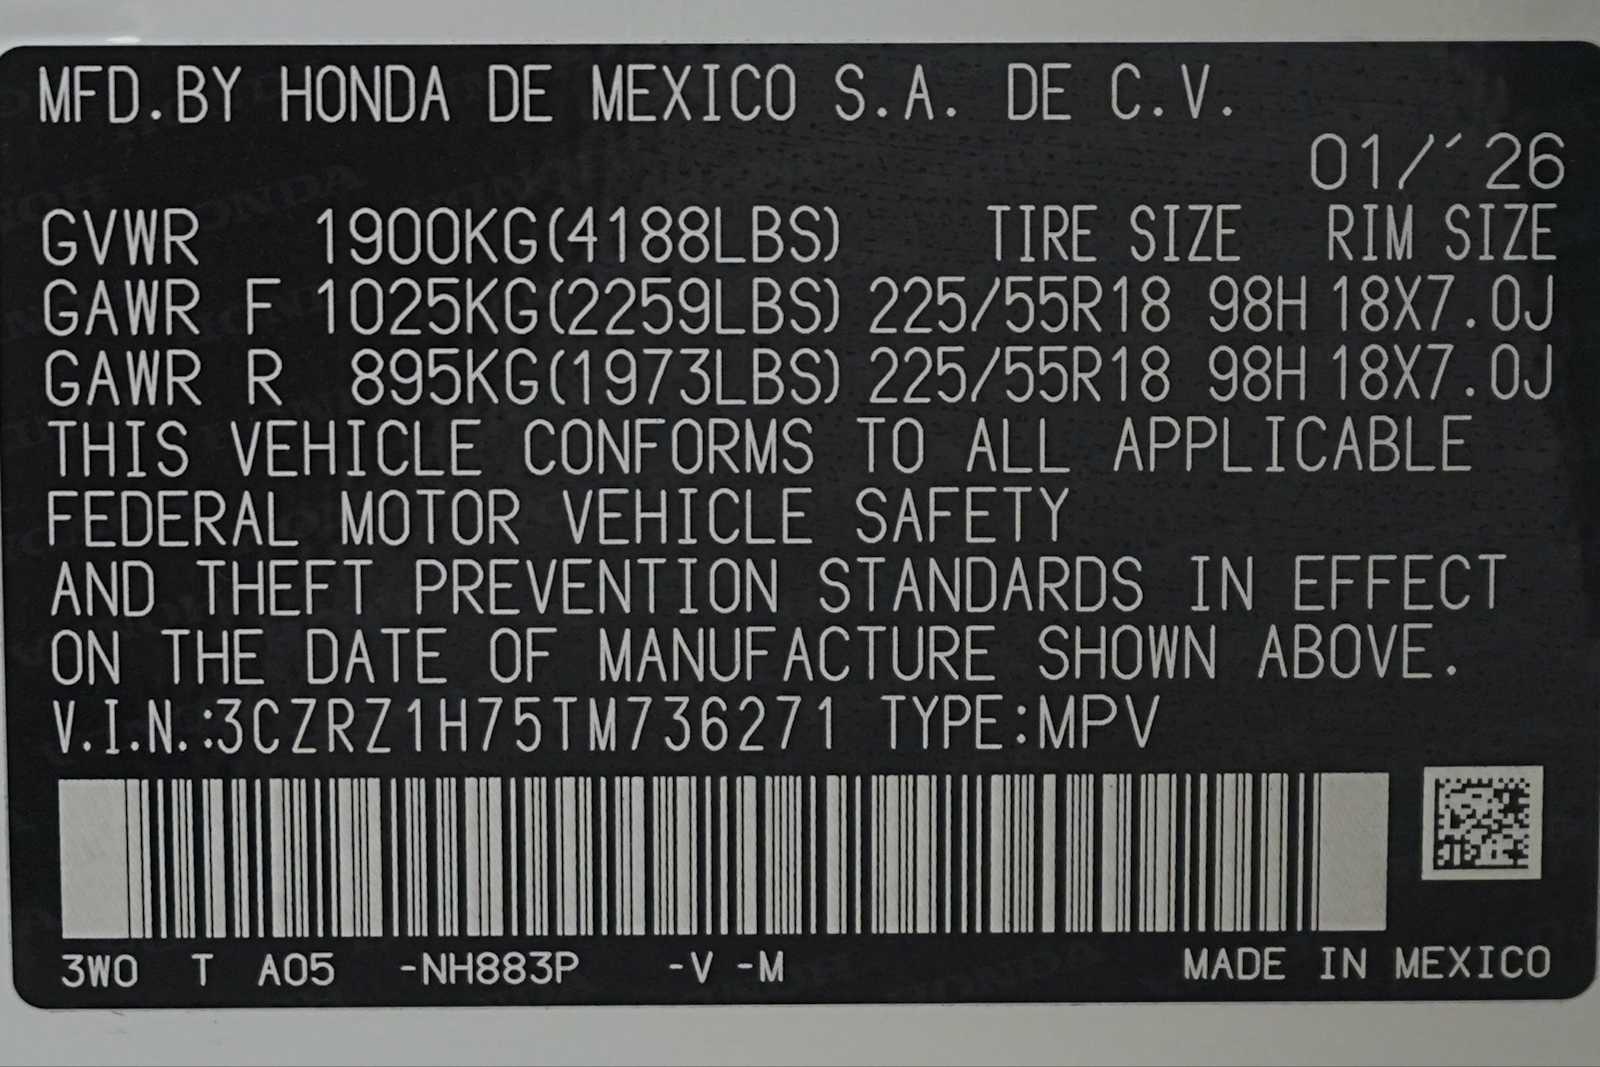 MFD.BY HONDA DE MEXICO S.A. DE C.V.
01/´26
GVWR 1900KG(4188LBS) TIRE SIZE RIM SIZE
GAWR F 1025KG(2259LBS) 225/55R18 98H 18X7.0J
GAWR R 895KG(1973LBS) 225/55R18 98H 18X7.0J
THIS VEHICLE CONFORMS TO ALL APPLICABLE
FEDERAL MOTOR VEHICLE SAFETY
AND THEFT PREVENTION STANDARDS IN EFFECT
ON THE DATE OF MANUFACTURE SHOWN ABOVE.
V.I.N.:3CZRZ1H75TM736271 TYPE:MPV
3W0 T A05 -NH883P -V -M MADE IN MEXICO